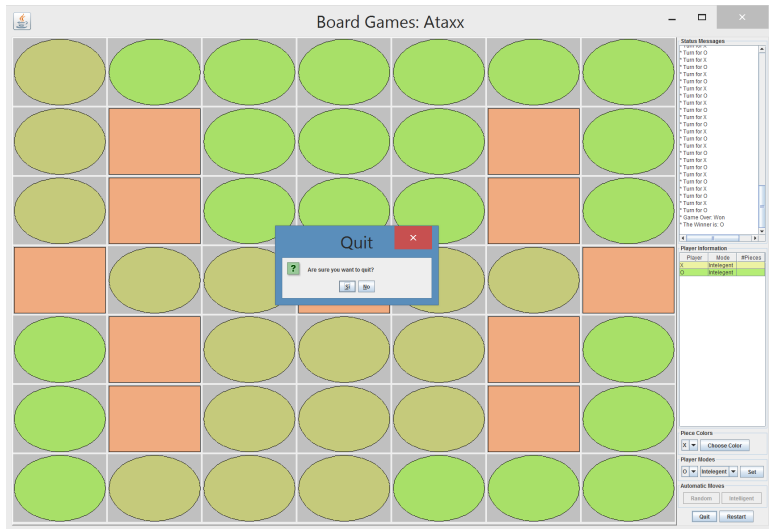 Board Games: Ataxx
Status Messages
* Turn for X
* Turn for O
* Turn for X
* Turn for O
* Turn for X
* Turn for O
* Turn for X
* Turn for O
* Turn for X
* Turn for O
* Turn for X
* Turn for O
* Turn for X
* Turn for O
* Turn for X
* Turn for O
* Turn for X
* Turn for O
* Turn for X
* Turn for O
* Turn for X
* Turn for O
* Turn for X
* Turn for O
* Game Over: Won
* The Winner is: O
Quit
Are sure you want to quit?
Sí No
Player Information
Player Mode #Pieces
X Intelegent
O Intelegent
Piece Colors
X Choose Color
Player Modes
O Intelegent Set
Automatic Moves
Random Intelligent
Quit Restart